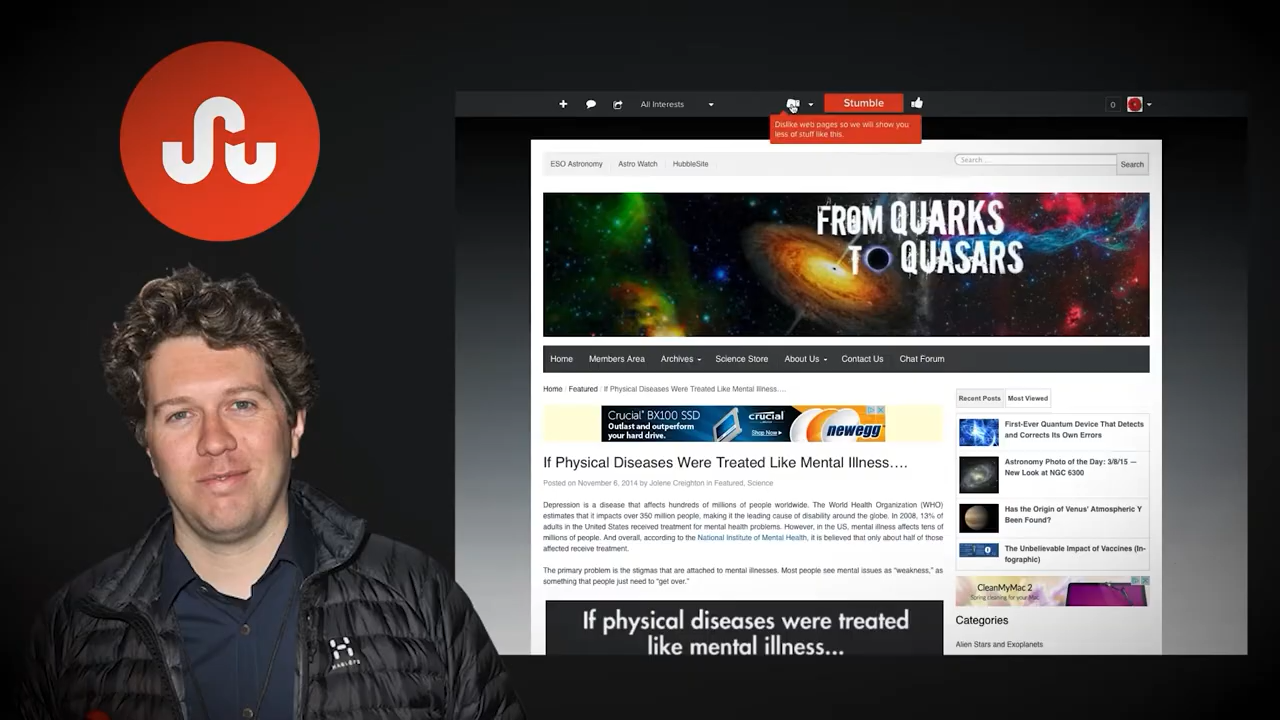 All Interests
Stumble
0
Dislike web pages so we will show you
less of stuff like this.
ESO Astronomy
Astro Watch
HubbleSite
Search...
Search
FROM QUARKS
TO QUASARS
Home
Members Area
Archives
Science Store
About Us
Contact Us
Chat Forum
Home / Featured / If Physical Diseases Were Treated Like Mental Illness….
Crucial BX100 SSD
Outlast and outperform
your hard drive.
crucial
Shop Now
newegg
Recent Posts
Most Viewed
First-Ever Quantum Device That Detects
and Corrects Its Own Errors
Astronomy Photo of the Day: 3/8/15 —
New Look at NGC 6300
Has the Origin of Venus' Atmospheric Y
Been Found?
The Unbelievable Impact of Vaccines (In-
fographic)
If Physical Diseases Were Treated Like Mental Illness….
Posted on November 6, 2014 by Jolene Creighton in Featured, Science
Depression is a disease that affects hundreds of millions of people worldwide. The World Health Organization (WHO)
estimates that it impacts over 350 million people, making it the leading cause of disability around the globe. In 2008, 13% of
adults in the United States received treatment for mental health problems. However, in the US, mental illness affects tens of
millions of people. And overall, according to the National Institute of Mental Health, it is believed that only about half of those
affected receive treatment.
The primary problem is the stigmas that are attached to mental illnesses. Most people see mental issues as "weakness," as
something that people just need to "get over."
CleanMyMac 2
Spring cleaning for your Mac
Categories
Alien Stars and Exoplanets
If physical diseases were treated
like mental illness...
HAGLÖFS